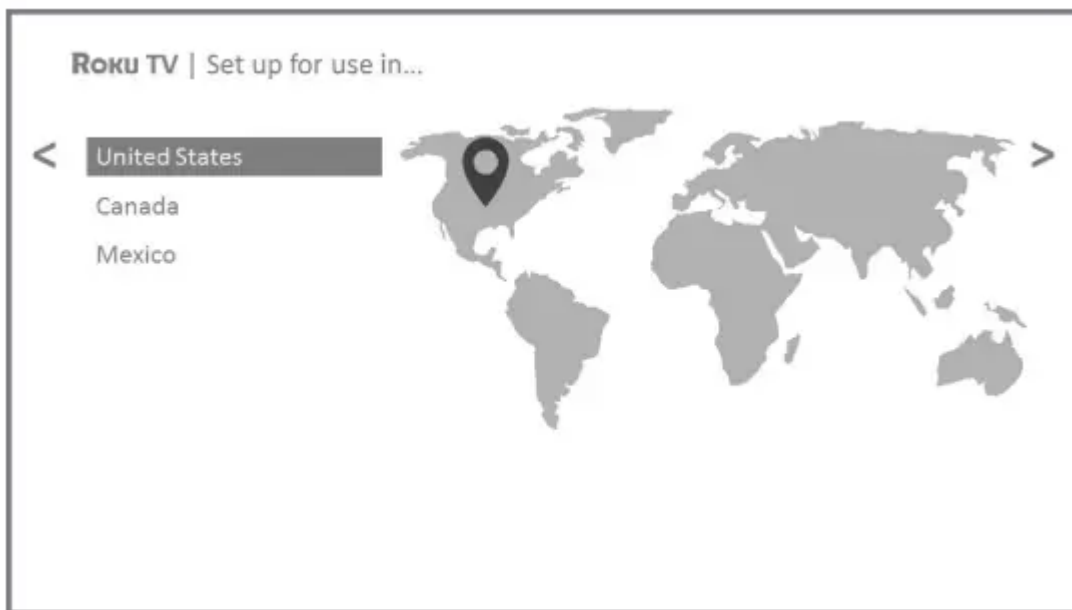 Roku TV | Set up for use in...
< United States >
Canada
Mexico